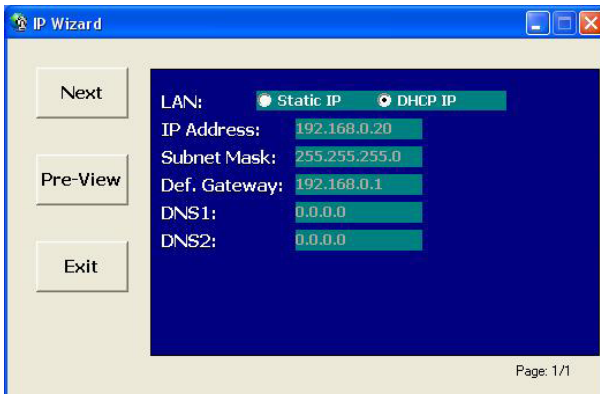 IP Wizard
Next
Pre-View
Exit
LAN: Static IP DHCP IP
IP Address: 192.168.0.20
Subnet Mask: 255.255.255.0
Def. Gateway: 192.168.0.1
DNS1: 0.0.0.0
DNS2: 0.0.0.0
Page: 1/1